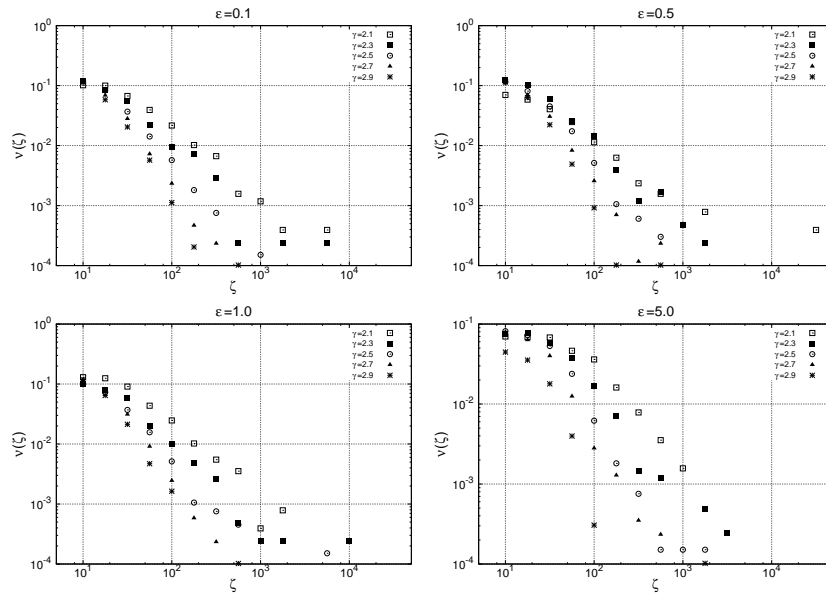 ε=0.1
10⁰
10⁻¹
10⁻²
10⁻³
10⁻⁴
ν(ζ)
γ=2.1
γ=2.3
γ=2.5
γ=2.7
γ=2.9
10¹ 10² 10³ 10⁴
ζ
ε=0.5
10⁰
10⁻¹
10⁻²
10⁻³
10⁻⁴
ν(ζ)
γ=2.1
γ=2.3
γ=2.5
γ=2.7
γ=2.9
10¹ 10² 10³ 10⁴
ζ
ε=1.0
10⁰
10⁻¹
10⁻²
10⁻³
10⁻⁴
ν(ζ)
γ=2.1
γ=2.3
γ=2.5
γ=2.7
γ=2.9
10¹ 10² 10³ 10⁴
ζ
ε=5.0
10⁻¹
10⁻²
10⁻³
10⁻⁴
ν(ζ)
γ=2.1
γ=2.3
γ=2.5
γ=2.7
γ=2.9
10¹ 10² 10³ 10⁴
ζ